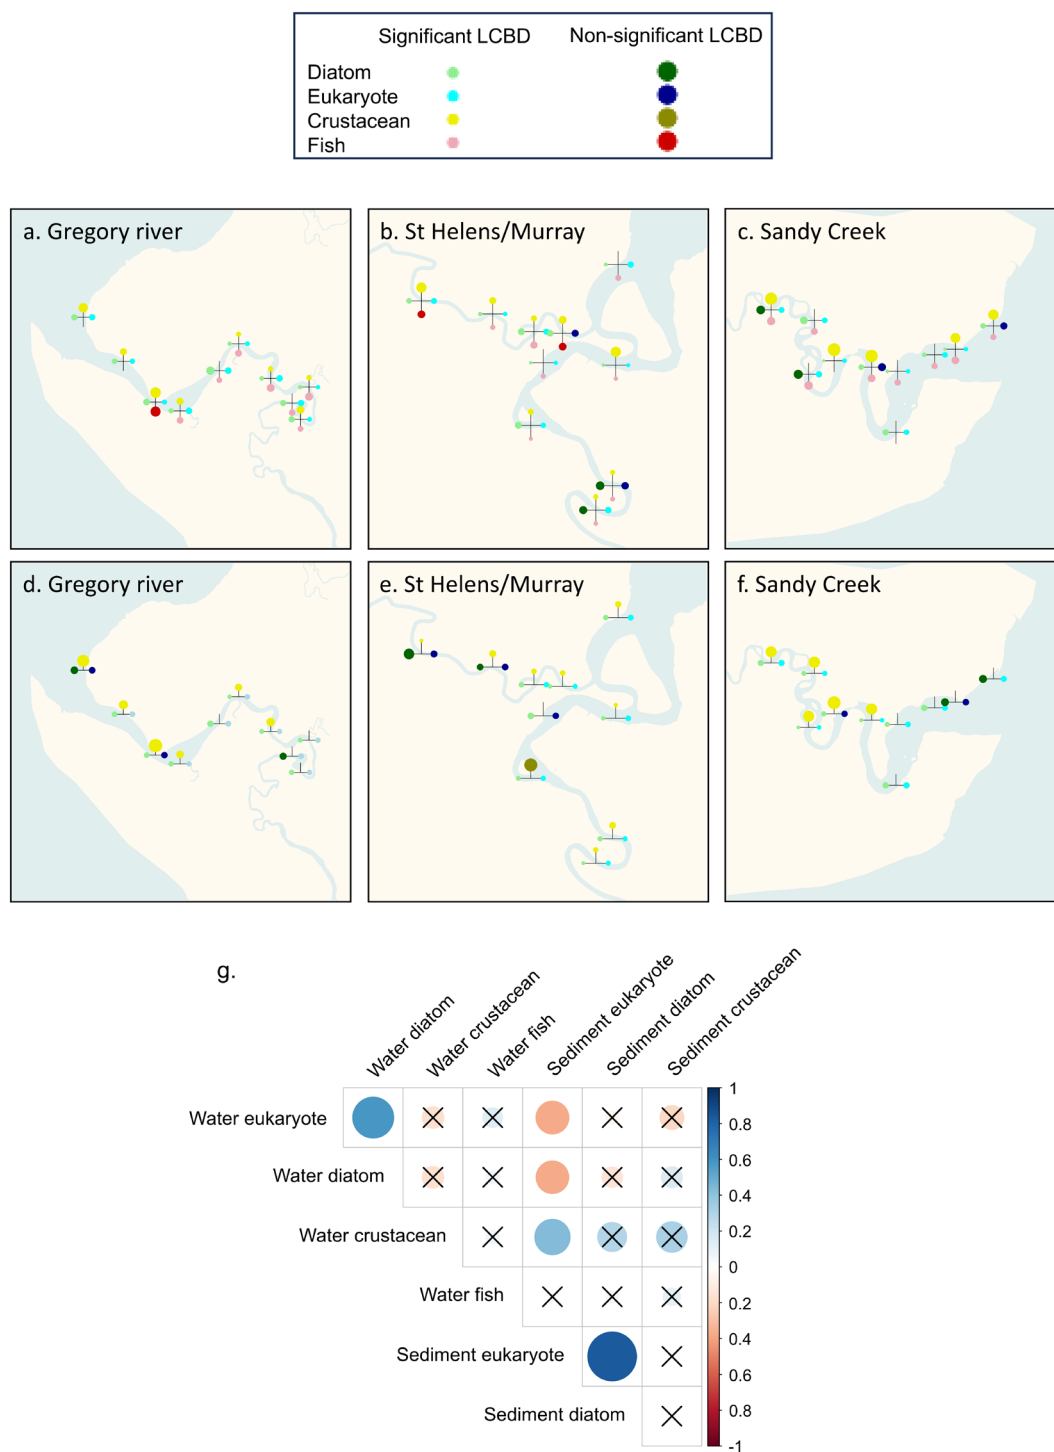 Significant LCBD Non-significant LCBD
Diatom
Eukaryote
Crustacean
Fish
a. Gregory river
b. St Helens/Murray
c. Sandy Creek
d. Gregory river
e. St Helens/Murray
f. Sandy Creek
g.
Water diatom
Water crustacean
Water fish
Sediment eukaryote
Sediment diatom
Sediment crustacean
Water eukaryote
Water diatom
Water crustacean
Water fish
Sediment eukaryote
Sediment diatom
1
0.8
0.6
0.4
0.2
0
0.2
0.4
0.6
0.8
-1